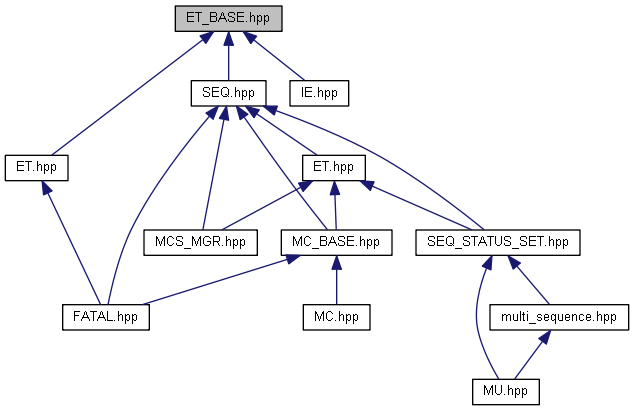 ET_BASE.hpp
SEQ.hpp
IE.hpp
ET.hpp
ET.hpp
MCS_MGR.hpp
MC_BASE.hpp
SEQ_STATUS_SET.hpp
FATAL.hpp
MC.hpp
multi_sequence.hpp
MU.hpp